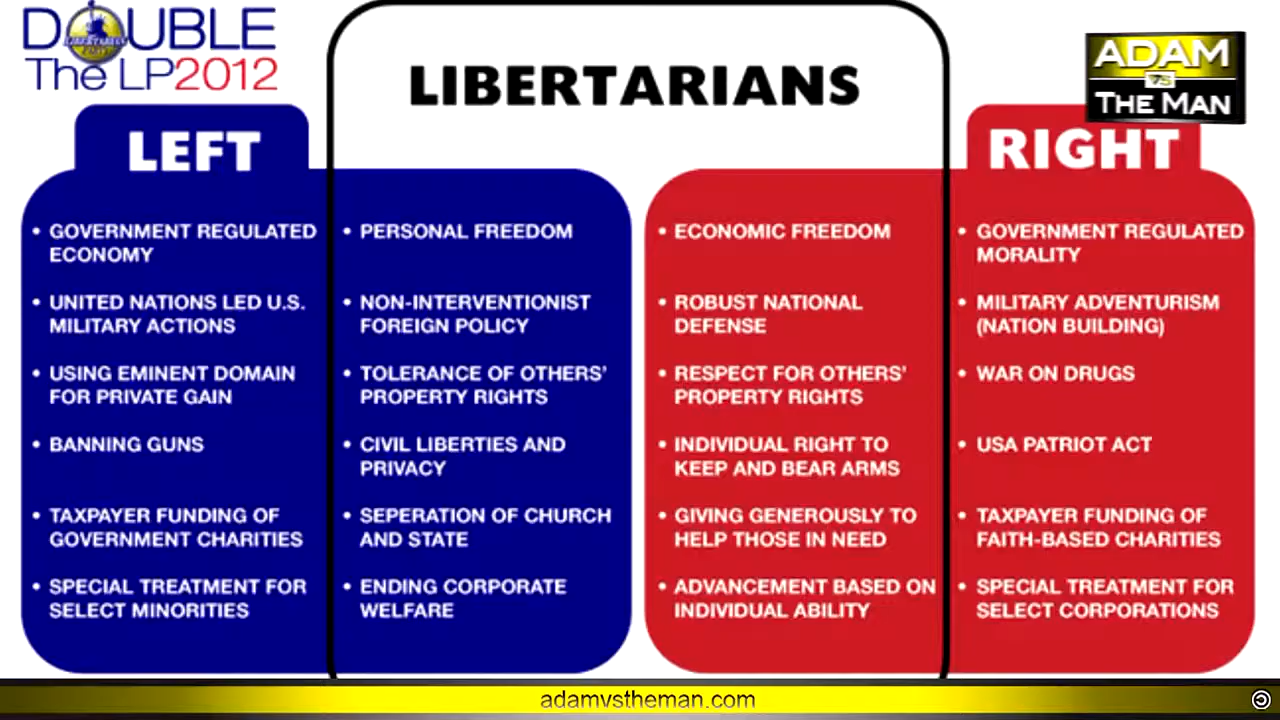 DOUBLE
The LP2012
LIBERTARIANS
ADAM
VS
THE MAN
LEFT
RIGHT
• GOVERNMENT REGULATED
ECONOMY
• UNITED NATIONS LED U.S.
MILITARY ACTIONS
• USING EMINENT DOMAIN
FOR PRIVATE GAIN
• BANNING GUNS
• TAXPAYER FUNDING OF
GOVERNMENT CHARITIES
• SPECIAL TREATMENT FOR
SELECT MINORITIES
• PERSONAL FREEDOM
• NON-INTERVENTIONIST
FOREIGN POLICY
• TOLERANCE OF OTHERS'
PROPERTY RIGHTS
• CIVIL LIBERTIES AND
PRIVACY
• SEPERATION OF CHURCH
AND STATE
• ENDING CORPORATE
WELFARE
• ECONOMIC FREEDOM
• ROBUST NATIONAL
DEFENSE
• RESPECT FOR OTHERS'
PROPERTY RIGHTS
• INDIVIDUAL RIGHT TO
KEEP AND BEAR ARMS
• GIVING GENEROUSLY TO
HELP THOSE IN NEED
• ADVANCEMENT BASED ON
INDIVIDUAL ABILITY
• GOVERNMENT REGULATED
MORALITY
• MILITARY ADVENTURISM
(NATION BUILDING)
• WAR ON DRUGS
• USA PATRIOT ACT
• TAXPAYER FUNDING OF
FAITH-BASED CHARITIES
• SPECIAL TREATMENT FOR
SELECT CORPORATIONS
adamvstheman.com